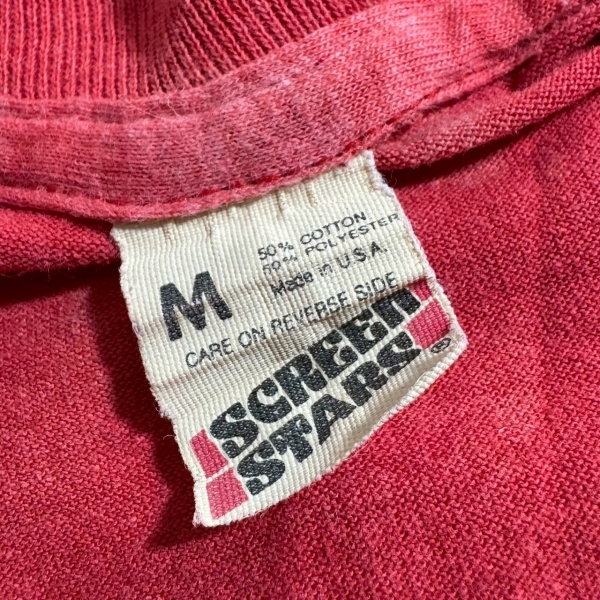 50% COTTON
50% POLYESTER
M
Made in U.S.A.
CARE ON REVERSE SIDE
SCREEN
STARS
®